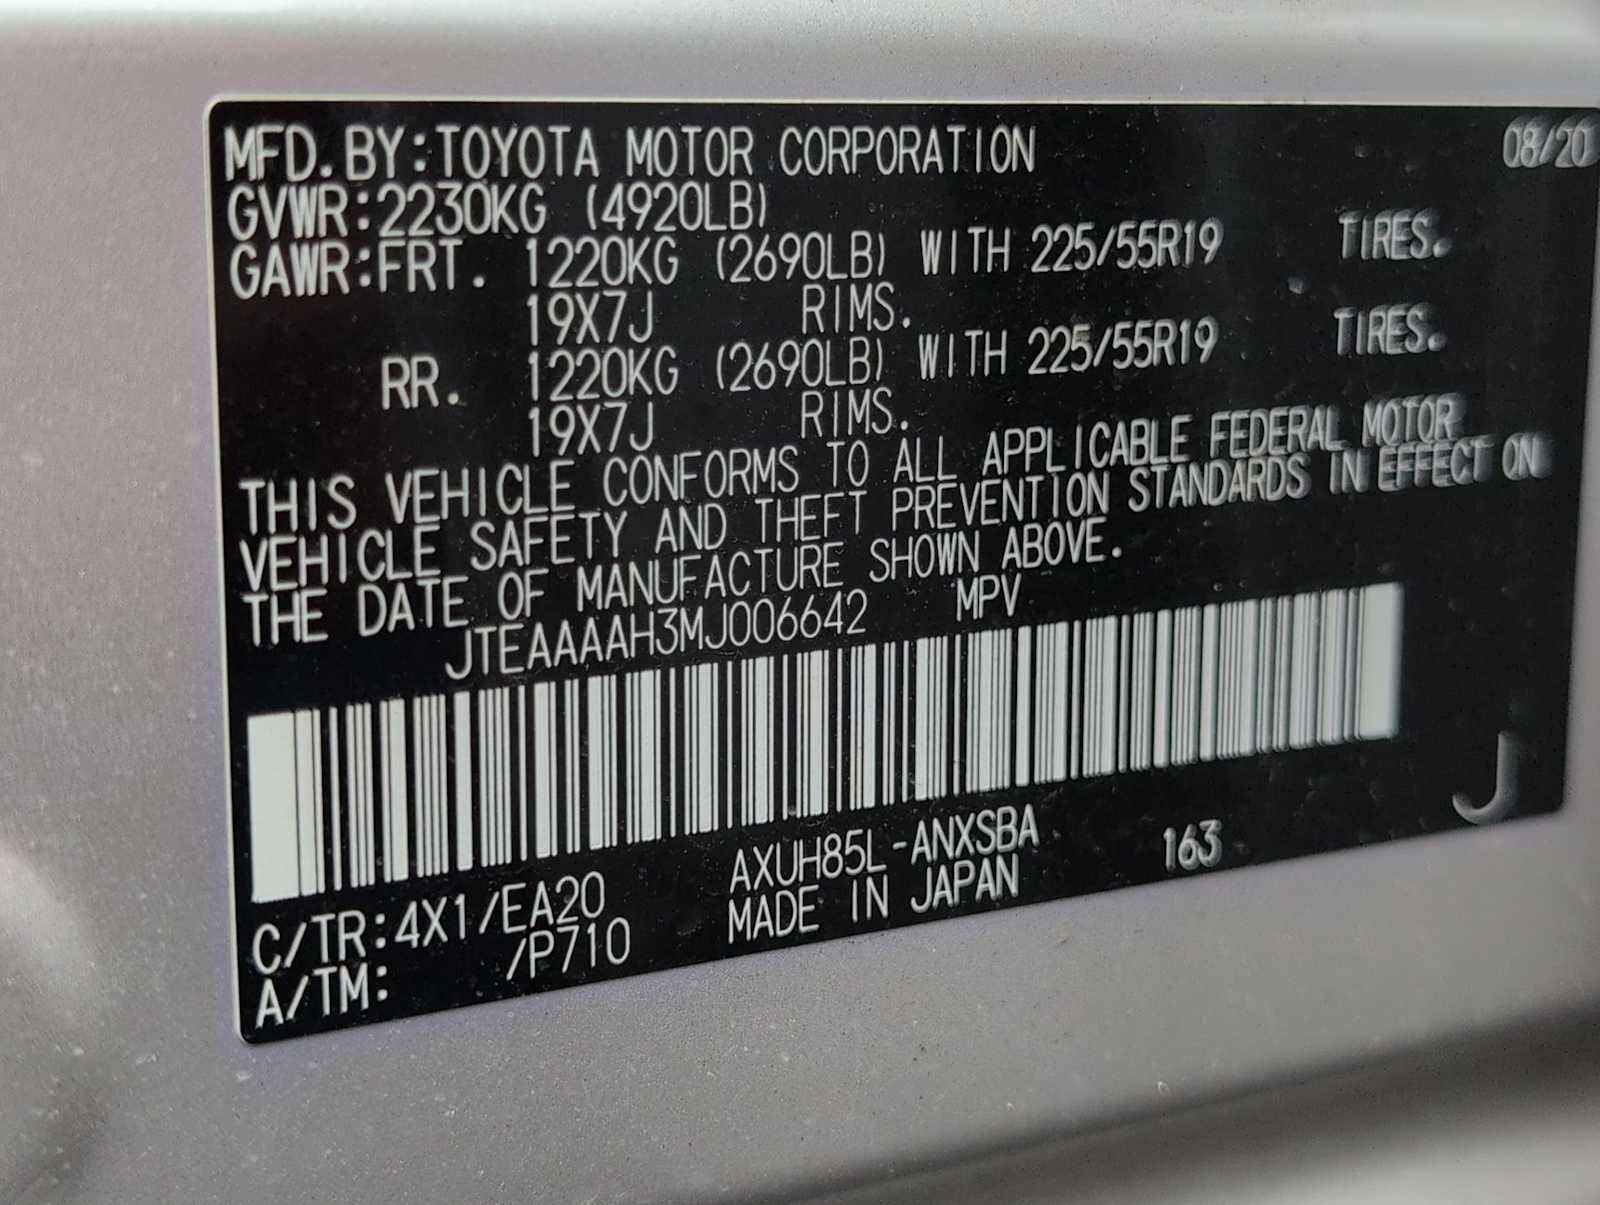 MFD.BY:TOYOTA MOTOR CORPORATION 08/20
GVWR:2230KG (4920LB)
GAWR:FRT. 1220KG (2690LB) WITH 225/55R19 TIRES.
19X7J RIMS.
RR. 1220KG (2690LB) WITH 225/55R19 TIRES.
19X7J RIMS.
THIS VEHICLE CONFORMS TO ALL APPLICABLE FEDERAL MOTOR
VEHICLE SAFETY AND THEFT PREVENTION STANDARDS IN EFFECT ON
THE DATE OF MANUFACTURE SHOWN ABOVE.
JTEAAAAH3MJ006642 MPV
J
C/TR:4X1/EA20 AXUH85L-ANXSBA 163
A/TM: /P710 MADE IN JAPAN